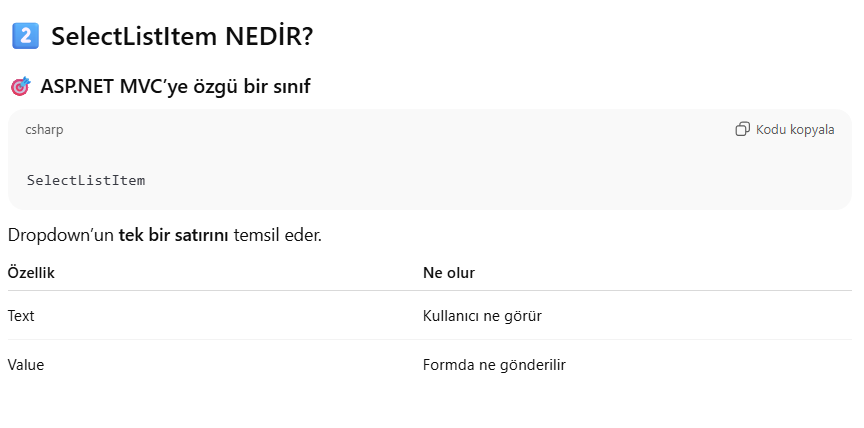 2 SelectListItem NEDİR?
🎯 ASP.NET MVC’ye özgü bir sınıf
csharp
Kodu kopyala
SelectListItem
Dropdown’un tek bir satırını temsil eder.
Özellik Ne olur
Text Kullanıcı ne görür
Value Formda ne gönderilir